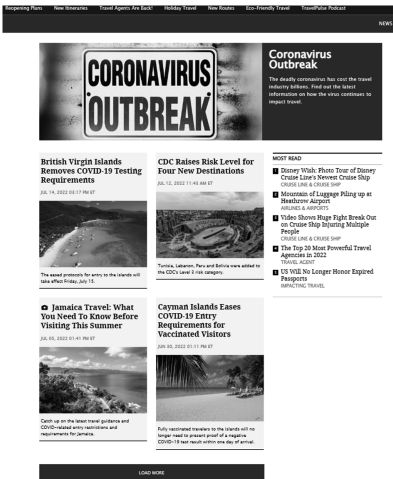 Reopening Plans New Itineraries Travel Agents Are Back! Holiday Travel New Routes Eco-Friendly Travel TravelPulse Podcast
NEWS
CORONAVIRUS
OUTBREAK
Coronavirus
Outbreak
The deadly coronavirus has cost the travel
industry billions. Find out the latest
information on how the virus continues to
impact travel.
British Virgin Islands
Removes COVID-19 Testing
Requirements
JUL 14, 2022 03:17 PM ET
The eased protocols for entry to the islands will
take effect Friday, July 15.
CDC Raises Risk Level for
Four New Destinations
JUL 12, 2022 11:45 AM ET
Tunisia, Lebanon, Peru and Bolivia were added to
the CDC's Level 3 risk category.
MOST READ
1 Disney Wish: Photo Tour of Disney
Cruise Line's Newest Cruise Ship
CRUISE LINE & CRUISE SHIP
2 Mountain of Luggage Piling up at
Heathrow Airport
AIRLINES & AIRPORTS
3 Video Shows Huge Fight Break Out
on Cruise Ship Injuring Multiple
People
CRUISE LINE & CRUISE SHIP
4 The Top 20 Most Powerful Travel
Agencies in 2022
TRAVEL AGENT
5 US Will No Longer Honor Expired
Passports
IMPACTING TRAVEL
Jamaica Travel: What
You Need To Know Before
Visiting This Summer
JUL 05, 2022 01:41 PM ET
Catch up on the latest travel guidance and
COVID-related entry restrictions and
requirements for Jamaica.
Cayman Islands Eases
COVID-19 Entry
Requirements for
Vaccinated Visitors
JUN 30, 2022 01:11 PM ET
Fully vaccinated travelers to the islands will no
longer need to present proof of a negative
COVID-19 test result within one day of arrival.
LOAD MORE